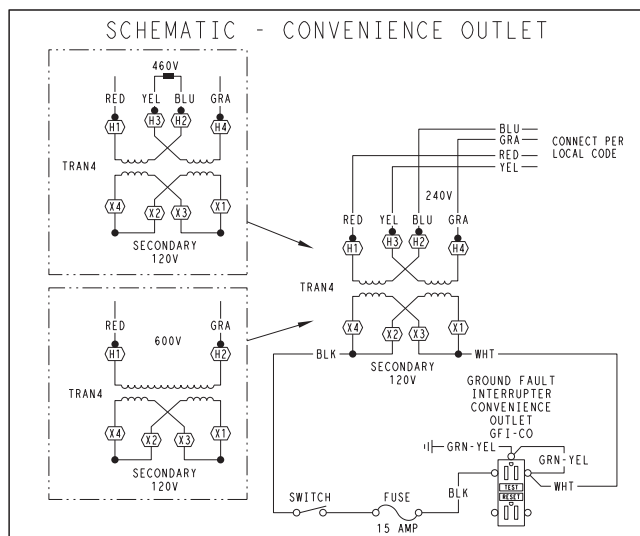 SCHEMATIC - CONVENIENCE OUTLET
460V
RED YEL BLU GRA
H1 H3 H2 H4
TRAN4
X4 X2 X3 X1
SECONDARY
120V
RED GRA
600V
H1 H2
TRAN4
X4 X2 X3 X1
SECONDARY
120V
BLU
GRA
RED
YEL
CONNECT PER
LOCAL CODE
240V
RED YEL BLU GRA
H1 H3 H2 H4
TRAN4
X4 X2 X3 X1
BLK WHT
SECONDARY
120V
GROUND FAULT
INTERRUPTER
CONVENIENCE
OUTLET
GFI-CO
GRN-YEL
GRN-YEL
WHT
BLK
TEST
RESET
SWITCH FUSE
15 AMP